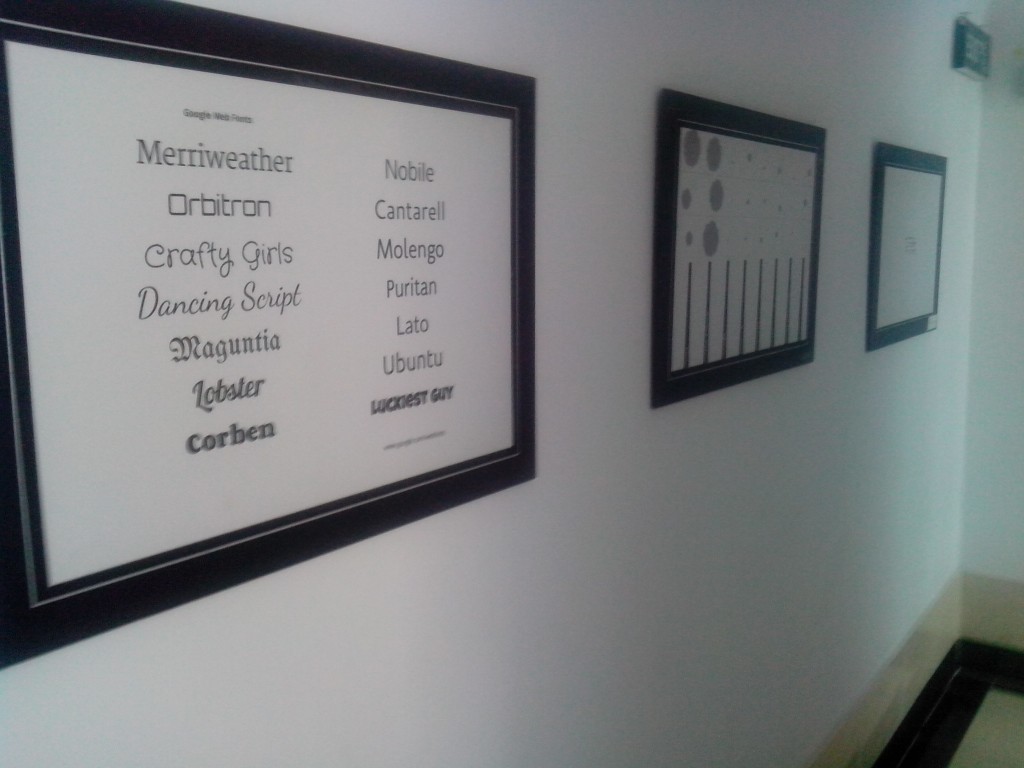 Google Web Fonts
Merriweather
Orbitron
Crafty Girls
Dancing Script
Maguntia
Lobster
Corben
Nobile
Cantarell
Molengo
Puritan
Lato
Ubuntu
LUCKIEST GUY